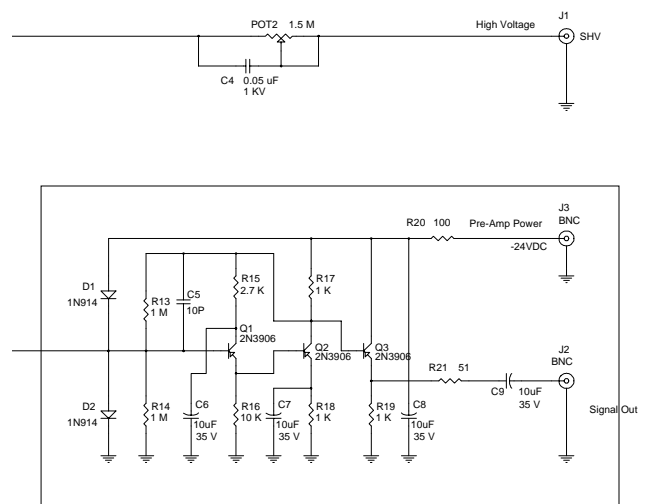 J1
POT2 1.5 M
High Voltage
SHV
C4 0.05 uF
1 KV
J3
BNC
R20 100
Pre-Amp Power
-24VDC
D1
1N914
R13
1 M
C5
10P
R15
2.7 K
R17
1 K
Q1
2N3906
Q2
2N3906
Q3
2N3906
J2
BNC
R21 51
C9
10uF
35 V
D2
1N914
R14
1 M
C6
10uF
35 V
R16
10 K
C7
10uF
35 V
R18
1 K
R19
1 K
C8
10uF
35 V
Signal Out